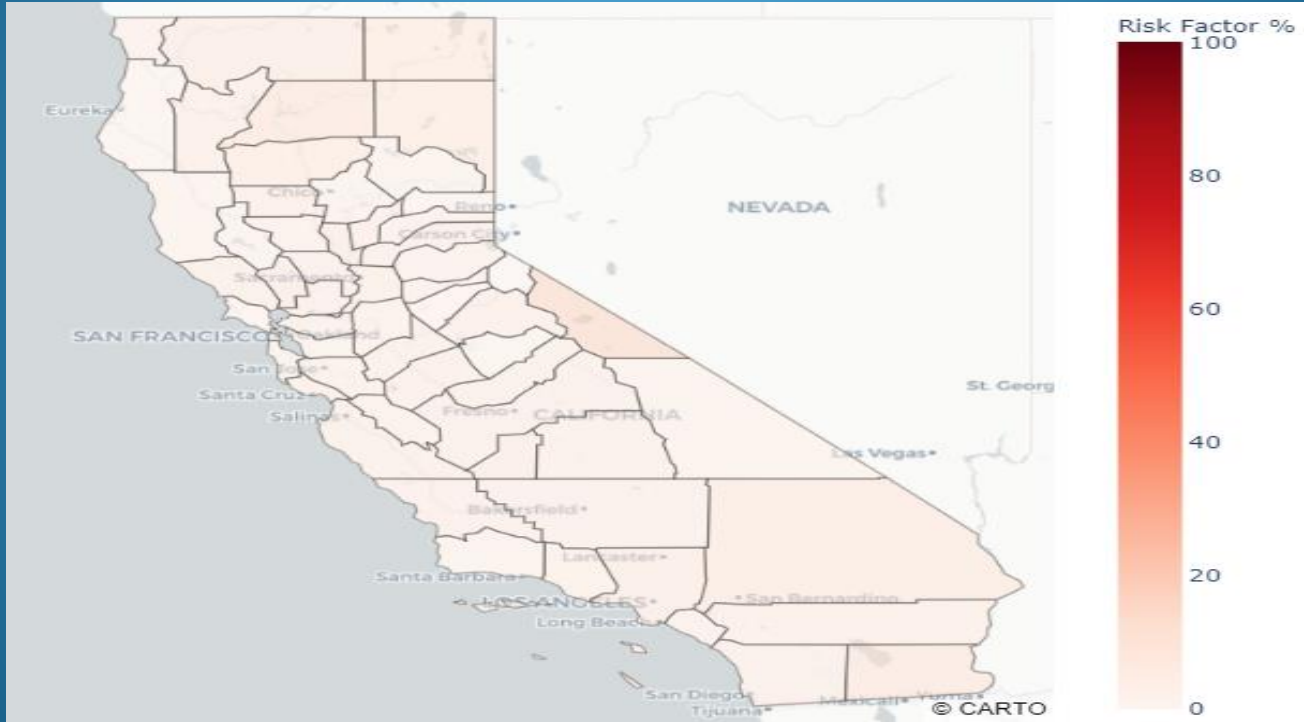 Risk Factor %
100
80
60
40
20
0
Eureka
Chico
Reno
Carson City
NEVADA
Sacramento
SAN FRANCISCO
Oakland
San Jose
Santa Cruz
Salinas
Fresno
CALIFORNIA
St. Georg
Las Vegas
Bakersfield
Lancaster
Santa Barbara
LOS ANGELES
San Bernardino
Long Beach
San Diego
Tijuana
Mexicali
Yuma
© CARTO